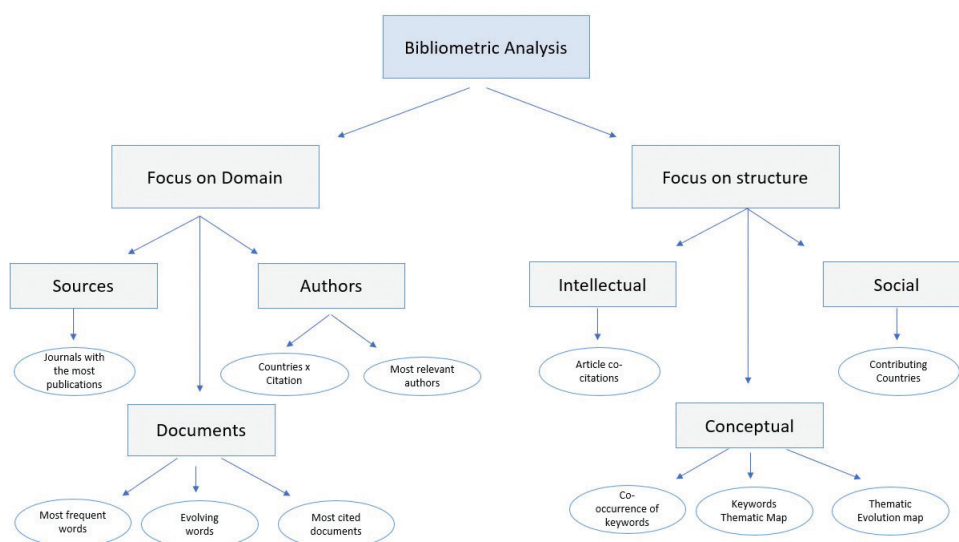 Bibliometric Analysis
Focus on Domain
Focus on structure
Sources
Authors
Intellectual
Social
Journals with
the most
publications
Countries x
Citation
Most relevant
authors
Article co-
citations
Contributing
Countries
Documents
Conceptual
Most frequent
words
Evolving
words
Most cited
documents
Co-
occurrence of
keywords
Keywords
Thematic Map
Thematic
Evolution map